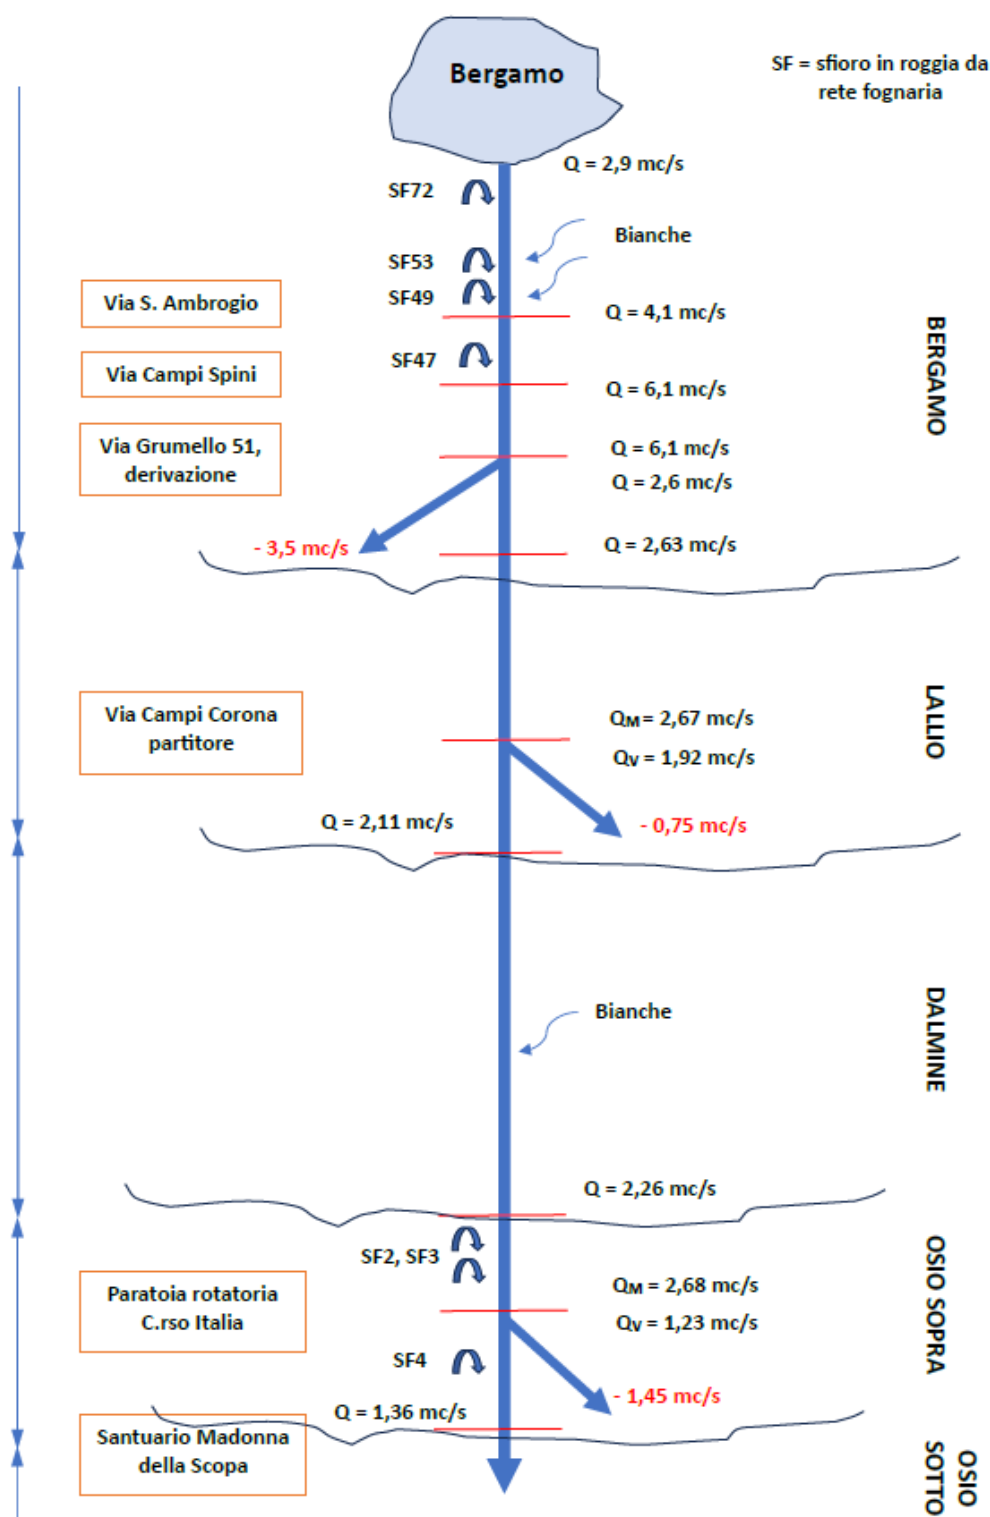 Bergamo
SF = sfioro in roggia da
rete fognaria
Q = 2,9 mc/s
SF72
Bianche
SF53
SF49
Via S. Ambrogio
Q = 4,1 mc/s
SF47
Via Campi Spini
Q = 6,1 mc/s
BERGAMO
Via Grumello 51,
derivazione
Q = 6,1 mc/s
Q = 2,6 mc/s
- 3,5 mc/s
Q = 2,63 mc/s
Via Campi Corona
partitore
QM = 2,67 mc/s
QV = 1,92 mc/s
LALLIO
Q = 2,11 mc/s
- 0,75 mc/s
Bianche
DALMINE
Q = 2,26 mc/s
SF2, SF3
Paratoia rotatoria
C.rso Italia
QM = 2,68 mc/s
QV = 1,23 mc/s
OSIO SOPRA
SF4
- 1,45 mc/s
Q = 1,36 mc/s
Santuario Madonna
della Scopa
OSIO
SOTTO